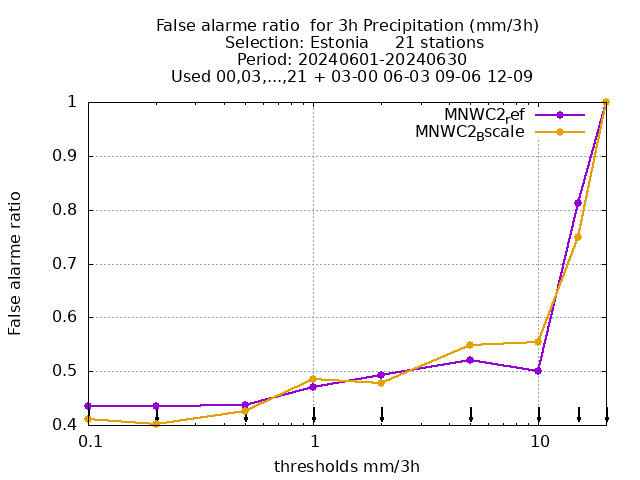 False alarme ratio  for 3h Precipitation (mm/3h)
Selection: Estonia     21 stations
Period: 20240601-20240630
Used 00,03,...,21 + 03-00 06-03 09-06 12-09
MNWC2ref
MNWC2Bscale
1
0.9
0.8
0.7
0.6
0.5
0.4
False alarme ratio
0.1
1
10
thresholds mm/3h